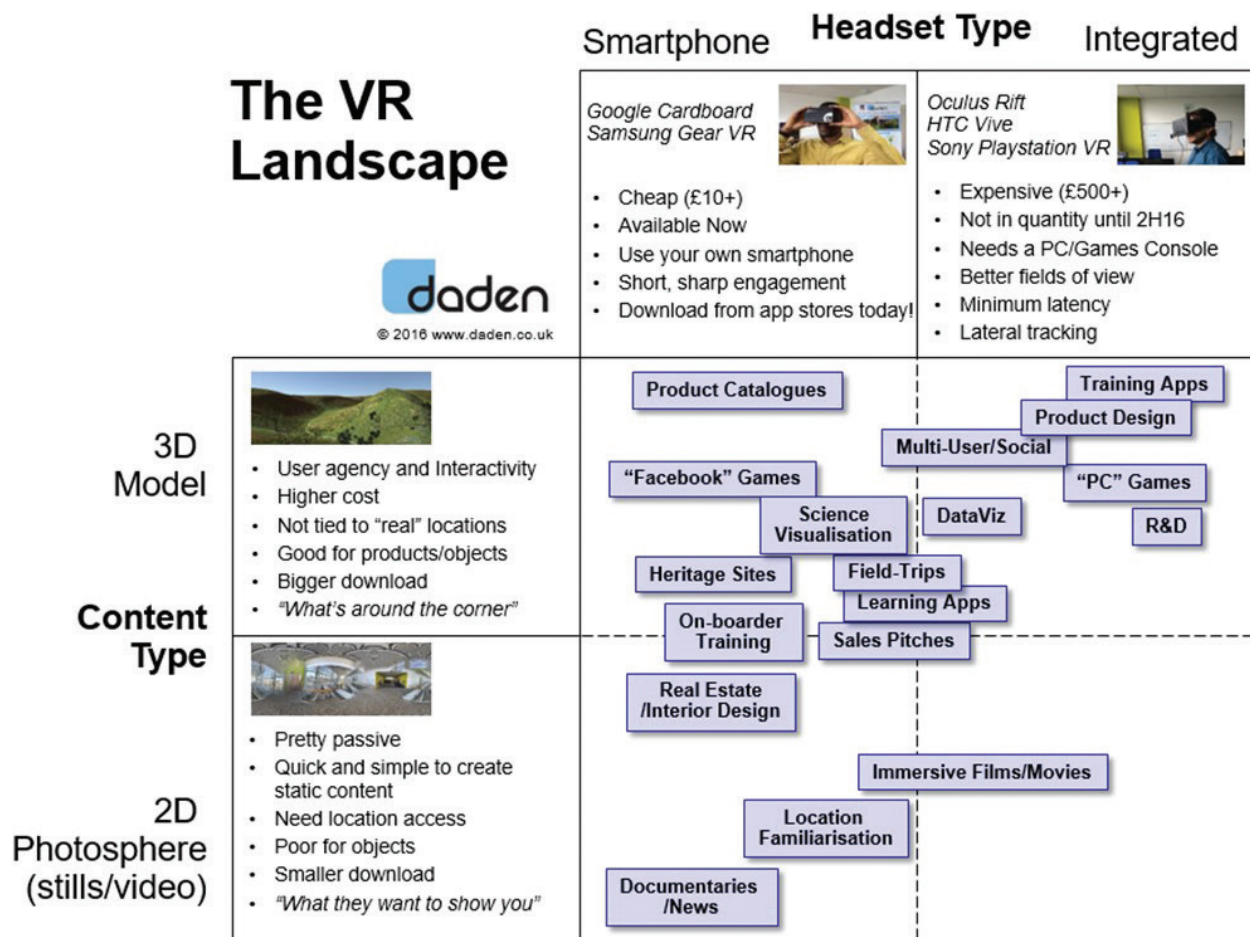 Headset Type
Smartphone
Integrated
The VR
Landscape
daden
© 2016 www.daden.co.uk
Google Cardboard
Samsung Gear VR
• Cheap (£10+)
• Available Now
• Use your own smartphone
• Short, sharp engagement
• Download from app stores today!
Oculus Rift
HTC Vive
Sony Playstation VR
• Expensive (£500+)
• Not in quantity until 2H16
• Needs a PC/Games Console
• Better fields of view
• Minimum latency
• Lateral tracking
Content
Type
3D
Model
• User agency and Interactivity
• Higher cost
• Not tied to “real” locations
• Good for products/objects
• Bigger download
• “What’s around the corner”
Product Catalogues
Training Apps
Product Design
Multi-User/Social
“Facebook” Games
“PC” Games
Science
Visualisation
DataViz
R&D
Heritage Sites
Field-Trips
Learning Apps
On-boarder
Training
Sales Pitches
2D
Photosphere
(stills/video)
• Pretty passive
• Quick and simple to create
static content
• Need location access
• Poor for objects
• Smaller download
• “What they want to show you”
Real Estate
/Interior Design
Immersive Films/Movies
Location
Familiarisation
Documentaries
/News